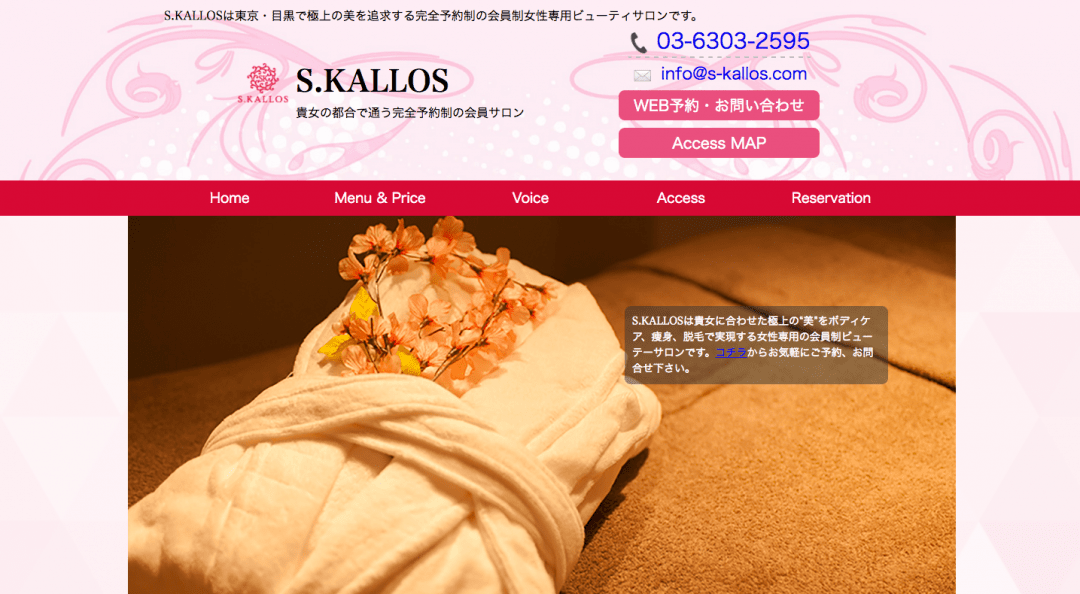 S.KALLOSは東京・目黒で極上の美を追求する完全予約制の会員制女性専用ビューティサロンです。
S.KALLOS
S.KALLOS
貴女の都合で通う完全予約制の会員サロン
03-6303-2595
info@s-kallos.com
WEB予約・お問い合わせ
Access MAP
Home
Menu & Price
Voice
Access
Reservation
S.KALLOSは貴女に合わせた極上の"美"をボディケ
ア、痩身、脱毛で実現する女性専用の会員制ビュー
テーサロンです。コチラからお気軽にご予約、お問
合せ下さい。